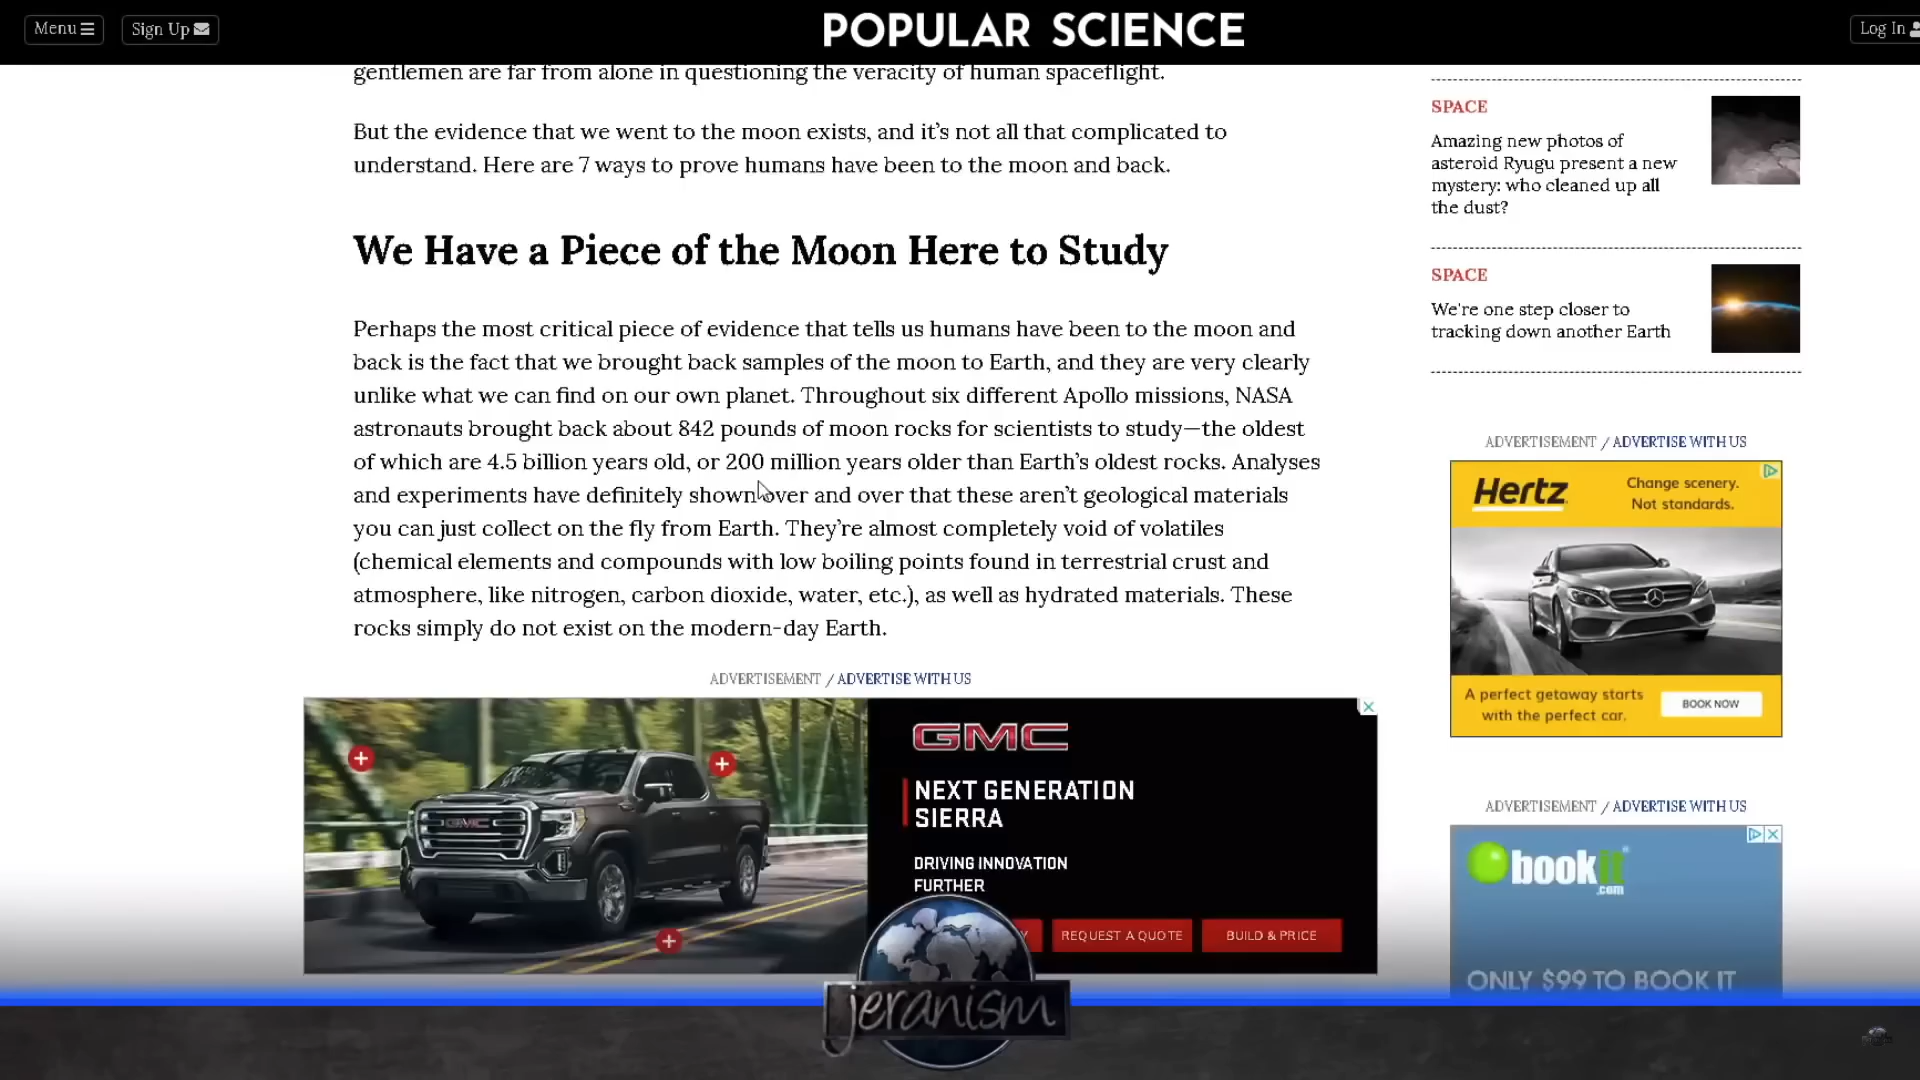 Menu
Sign Up
POPULAR SCIENCE
Log In
gentlemen are far from alone in questioning the veracity of human spaceflight.
But the evidence that we went to the moon exists, and it's not all that complicated to
understand. Here are 7 ways to prove humans have been to the moon and back.
We Have a Piece of the Moon Here to Study
Perhaps the most critical piece of evidence that tells us humans have been to the moon and
back is the fact that we brought back samples of the moon to Earth, and they are very clearly
unlike what we can find on our own planet. Throughout six different Apollo missions, NASA
astronauts brought back about 842 pounds of moon rocks for scientists to study—the oldest
of which are 4.5 billion years old, or 200 million years older than Earth's oldest rocks. Analyses
and experiments have definitely shown over and over that these aren't geological materials
you can just collect on the fly from Earth. They're almost completely void of volatiles
(chemical elements and compounds with low boiling points found in terrestrial crust and
atmosphere, like nitrogen, carbon dioxide, water, etc.), as well as hydrated materials. These
rocks simply do not exist on the modern-day Earth.
ADVERTISEMENT / ADVERTISE WITH US
GMC
GMC
NEXT GENERATION
SIERRA
DRIVING INNOVATION
FURTHER
Y
REQUEST A QUOTE
BUILD & PRICE
SPACE
Amazing new photos of
asteroid Ryugu present a new
mystery: who cleaned up all
the dust?
SPACE
We're one step closer to
tracking down another Earth
ADVERTISEMENT / ADVERTISE WITH US
Hertz
Change scenery.
Not standards.
A perfect getaway starts
with the perfect car.
BOOK NOW
ADVERTISEMENT / ADVERTISE WITH US
bookit
.com
ONLY $99 TO BOOK IT
jeranism